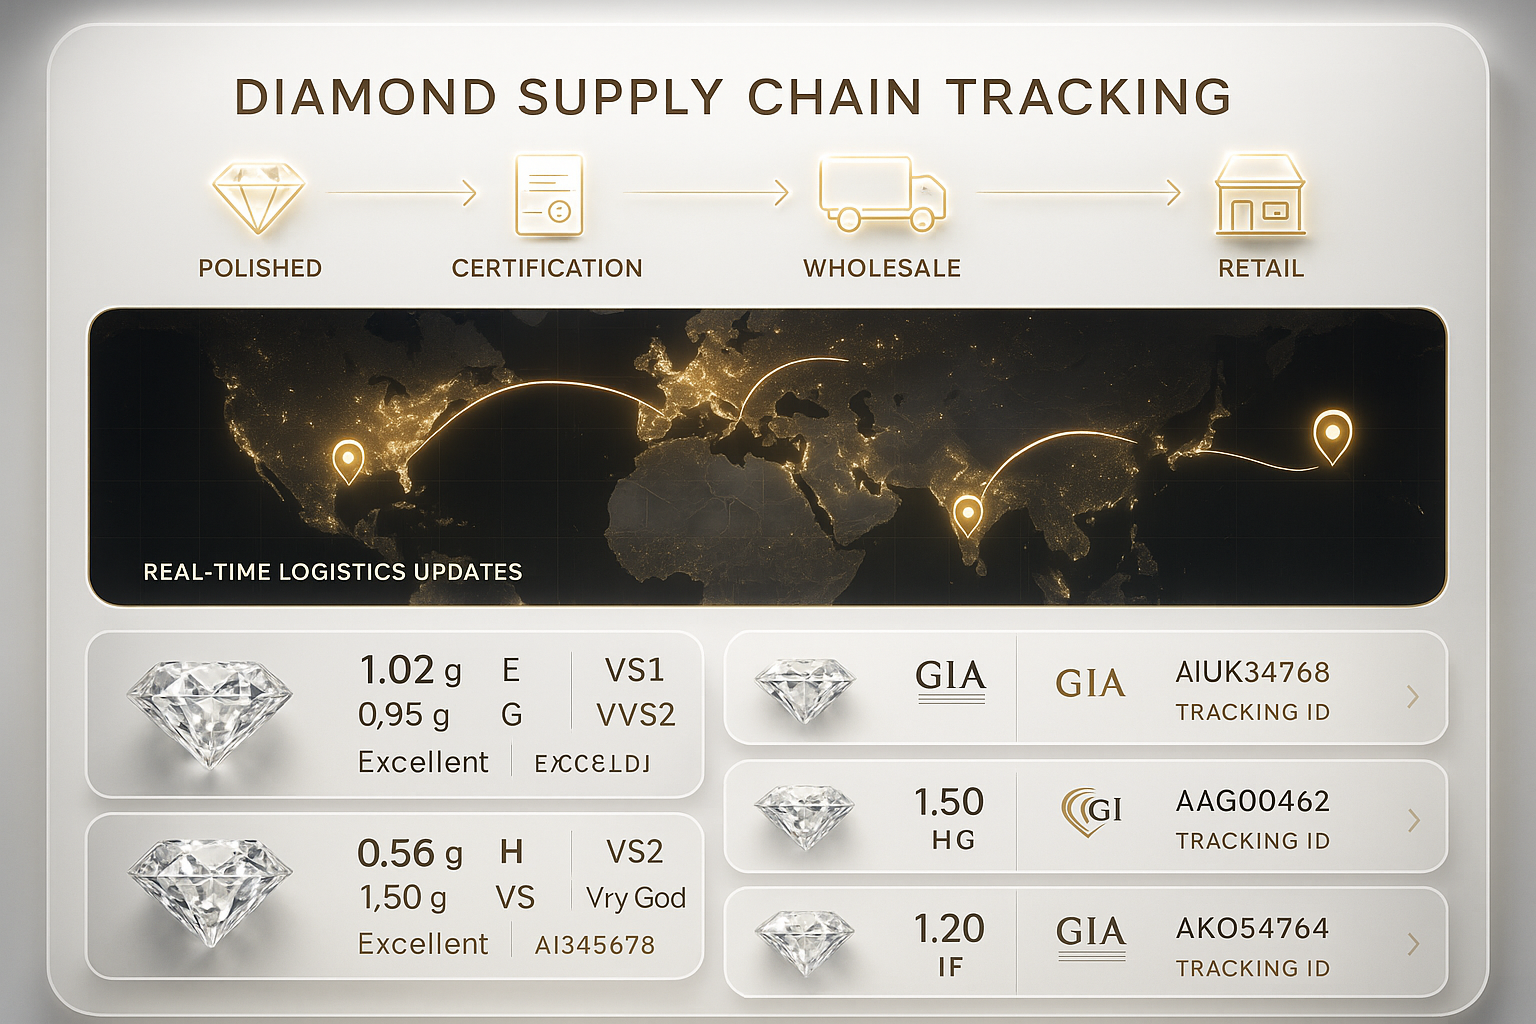 DIAMOND SUPPLY CHAIN TRACKING
POLISHED
CERTIFICATION
WHOLESALE
RETAIL
REAL-TIME LOGISTICS UPDATES
1.02 g E VS1
0,95 g G VVS2
Excellent
0.56 g H VS2
1,50 g VS Vry God
Excellent AI345678
GIA GIA AIUK34768
TRACKING ID
1.50 GI AAG00462
HG TRACKING ID
1.20 GIA AKO54764
IF TRACKING ID